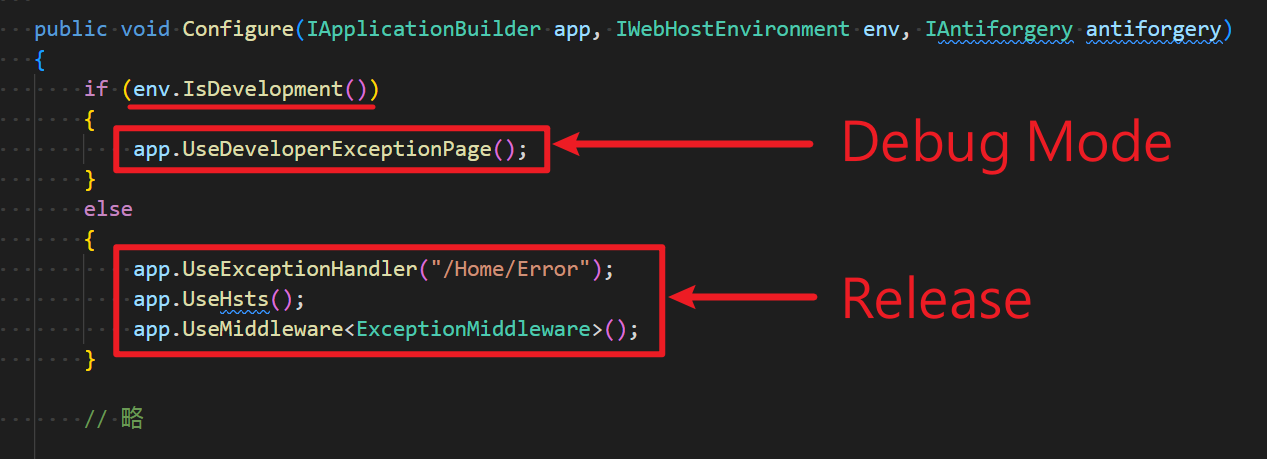 public void Configure(IApplicationBuilder app, IWebHostEnvironment env, IAntiforgery antiforgery)
{
if (env.IsDevelopment())
{
app.UseDeveloperExceptionPage();
Debug Mode
}
else
{
app.UseExceptionHandler("/Home/Error");
app.UseHsts();
Release
app.UseMiddleware<ExceptionMiddleware>();
}
// 略